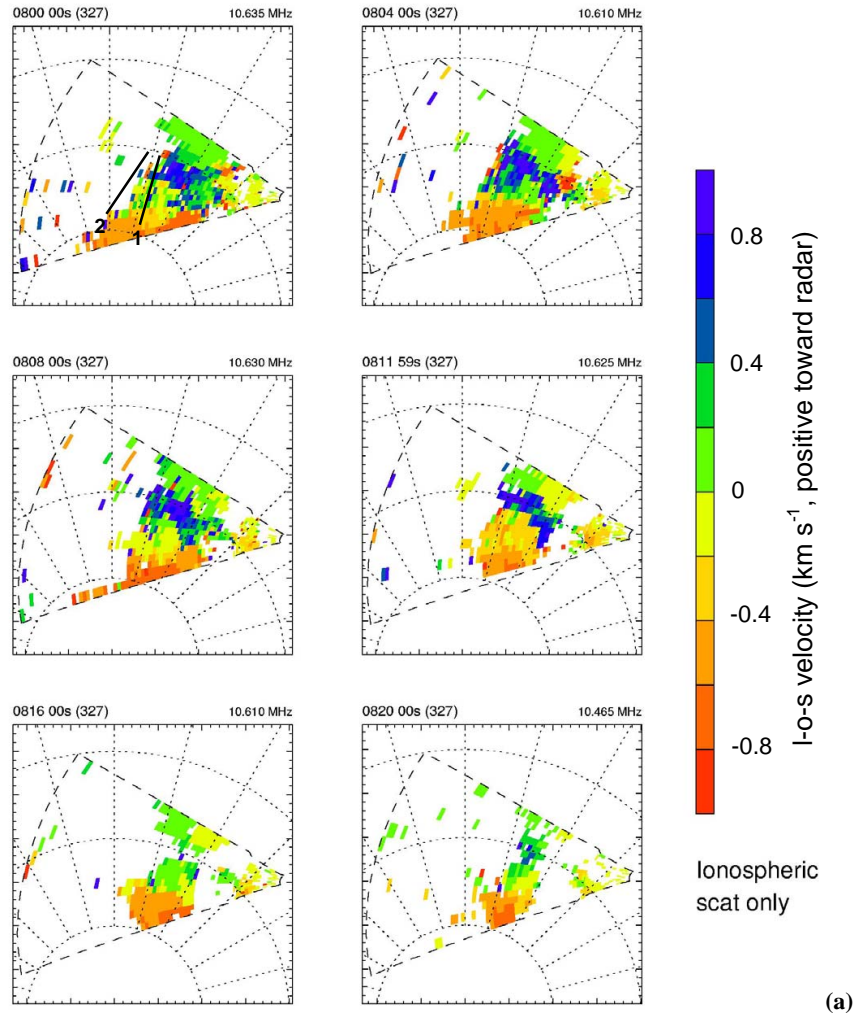 0800 00s (327) 10.635 MHz
0804 00s (327) 10.610 MHz
2
1
0808 00s (327) 10.630 MHz
0811 59s (327) 10.625 MHz
0816 00s (327) 10.610 MHz
0820 00s (327) 10.465 MHz
0.8
0.4
0
-0.4
-0.8
l-o-s velocity (km s⁻¹, positive toward radar)
Ionospheric
scat only
(a)